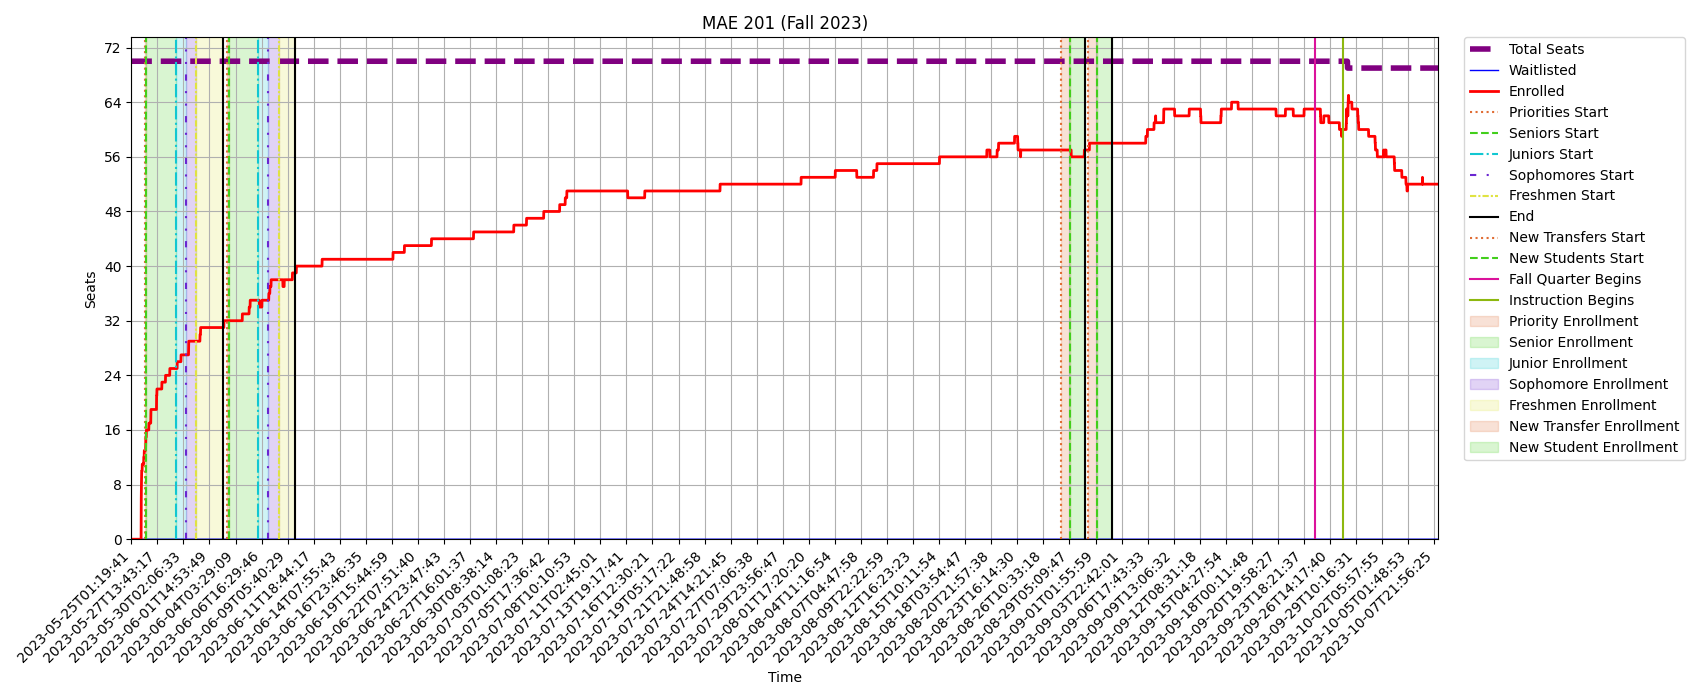 MAE 201 (Fall 2023)
72
64
56
48
40
32
24
16
8
0
Seats
2023-05-25T01:19:41
2023-05-27T13:43:17
2023-05-30T02:06:33
2023-06-01T14:53:49
2023-06-04T03:29:09
2023-06-06T16:29:46
2023-06-09T05:40:29
2023-06-11T18:44:17
2023-06-14T07:55:43
2023-06-16T23:46:35
2023-06-19T15:44:59
2023-06-22T07:51:40
2023-06-24T23:47:43
2023-06-27T16:01:37
2023-06-30T08:38:14
2023-07-03T01:08:23
2023-07-05T17:36:42
2023-07-08T10:10:53
2023-07-11T02:45:01
2023-07-13T19:17:41
2023-07-16T12:30:21
2023-07-19T05:17:22
2023-07-21T21:48:58
2023-07-24T14:21:45
2023-07-27T07:06:38
2023-07-29T23:56:47
2023-08-01T17:20:20
2023-08-04T11:16:54
2023-08-07T04:47:58
2023-08-09T22:22:59
2023-08-12T16:23:23
2023-08-15T10:11:54
2023-08-18T03:54:47
2023-08-20T21:57:38
2023-08-23T16:14:30
2023-08-26T10:33:18
2023-08-29T05:09:47
2023-09-01T01:55:59
2023-09-03T22:42:01
2023-09-06T17:43:33
2023-09-09T13:06:32
2023-09-12T08:31:18
2023-09-15T04:27:54
2023-09-18T00:11:48
2023-09-20T19:58:27
2023-09-23T18:21:37
2023-09-26T14:17:40
2023-09-29T10:16:31
2023-10-02T05:57:55
2023-10-05T01:48:53
2023-10-07T21:56:25
Time
Total Seats
Waitlisted
Enrolled
Priorities Start
Seniors Start
Juniors Start
Sophomores Start
Freshmen Start
End
New Transfers Start
New Students Start
Fall Quarter Begins
Instruction Begins
Priority Enrollment
Senior Enrollment
Junior Enrollment
Sophomore Enrollment
Freshmen Enrollment
New Transfer Enrollment
New Student Enrollment